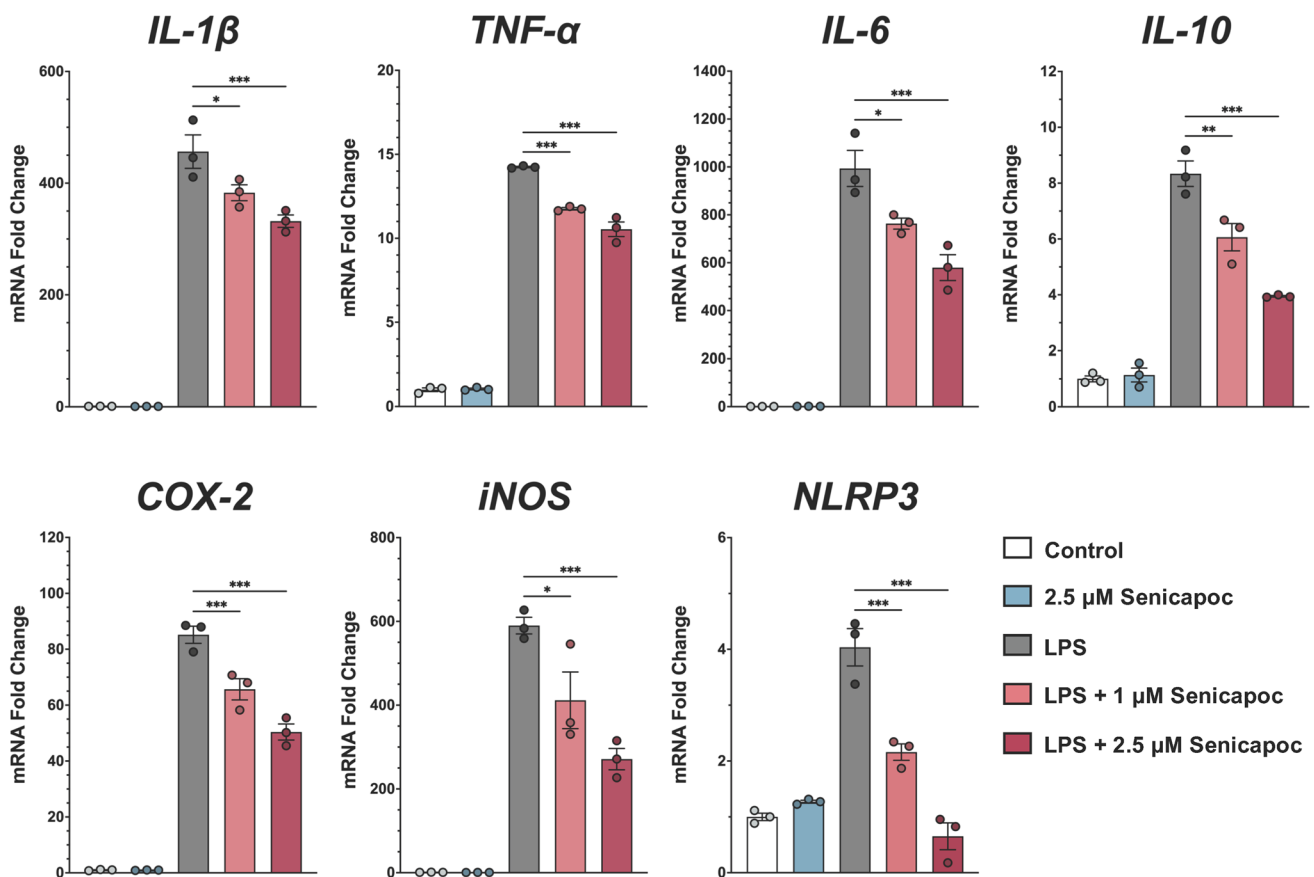 IL-1β
TNF-α
IL-6
IL-10
mRNA Fold Change
600
400
200
0
***
*
mRNA Fold Change
20
15
10
5
0
***
***
mRNA Fold Change
1400
1200
1000
800
600
400
200
0
***
*
mRNA Fold Change
12
10
8
6
4
2
0
***
**
COX-2
iNOS
NLRP3
mRNA Fold Change
120
100
80
60
40
20
0
***
***
mRNA Fold Change
800
600
400
200
0
***
*
mRNA Fold Change
6
4
2
0
***
***
Control
2.5 µM Senicapoc
LPS
LPS + 1 µM Senicapoc
LPS + 2.5 µM Senicapoc